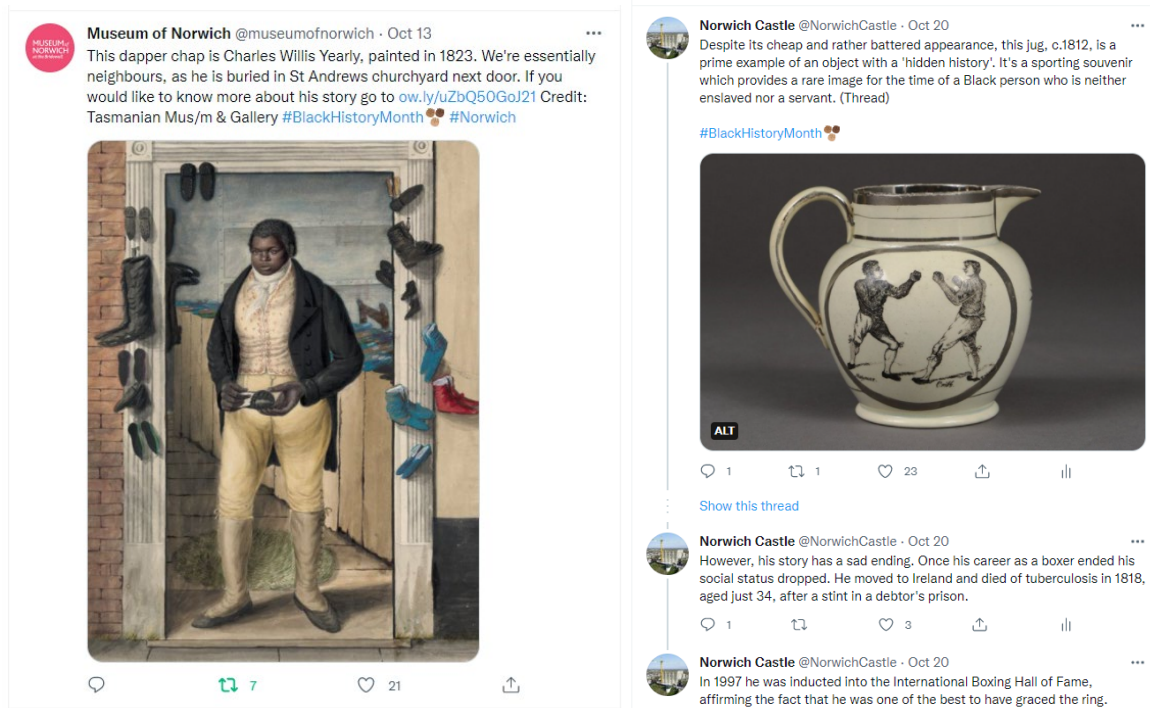 MUSEUM of
NORWICH
at the Bridewell
Museum of Norwich @museumofnorwich · Oct 13
This dapper chap is Charles Willis Yearly, painted in 1823. We're essentially
neighbours, as he is buried in St Andrews churchyard next door. If you
would like to know more about his story go to ow.ly/uZbQ50GoJ21 Credit:
Tasmanian Mus/m & Gallery #BlackHistoryMonth #Norwich
7
21
Norwich Castle @NorwichCastle · Oct 20
Despite its cheap and rather battered appearance, this jug, c.1812, is a
prime example of an object with a 'hidden history'. It's a sporting souvenir
which provides a rare image for the time of a Black person who is neither
enslaved nor a servant. (Thread)
#BlackHistoryMonth
Cribb
ALT
1
1
23
Show this thread
Norwich Castle @NorwichCastle · Oct 20
However, his story has a sad ending. Once his career as a boxer ended his
social status dropped. He moved to Ireland and died of tuberculosis in 1818,
aged just 34, after a stint in a debtor's prison.
1
3
Norwich Castle @NorwichCastle · Oct 20
In 1997 he was inducted into the International Boxing Hall of Fame,
affirming the fact that he was one of the best to have graced the ring.